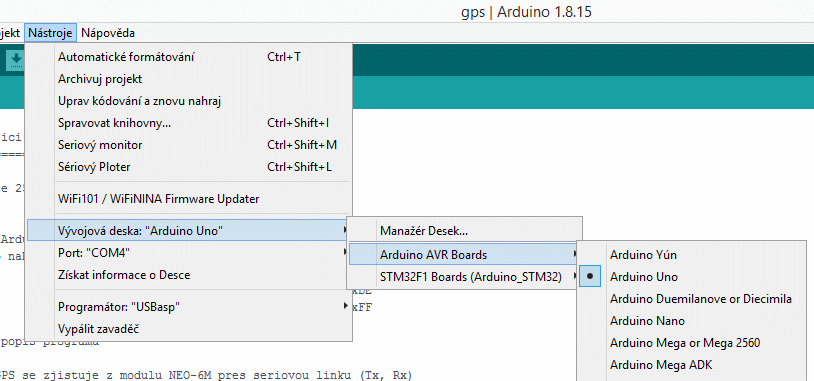 gps | Arduino 1.8.15
jekt Nástroje Nápověda
Automatické formátování Ctrl+T
Archivuj projekt
Uprav kódování a znovu nahraj
Spravovat knihovny... Ctrl+Shift+I
Seriový monitor Ctrl+Shift+M
Sériový Ploter Ctrl+Shift+L
WiFi101 / WiFiNINA Firmware Updater
Vývojová deska: "Arduino Uno"
Port: "COM4"
Získat informace o Desce
Programátor: "USBasp"
Vypálit zavaděč
Manažér Desek...
Arduino AVR Boards
STM32F1 Boards (Arduino_STM32)
Arduino Yún
Arduino Uno
Arduino Duemilanove or Diecimila
Arduino Nano
Arduino Mega or Mega 2560
Arduino Mega ADK
ici
==
e 25
Ardu
nah
xFF
popis programu
GPS se zjistuje z modulu NEO-6M pres seriovou linku (Tx, Rx)